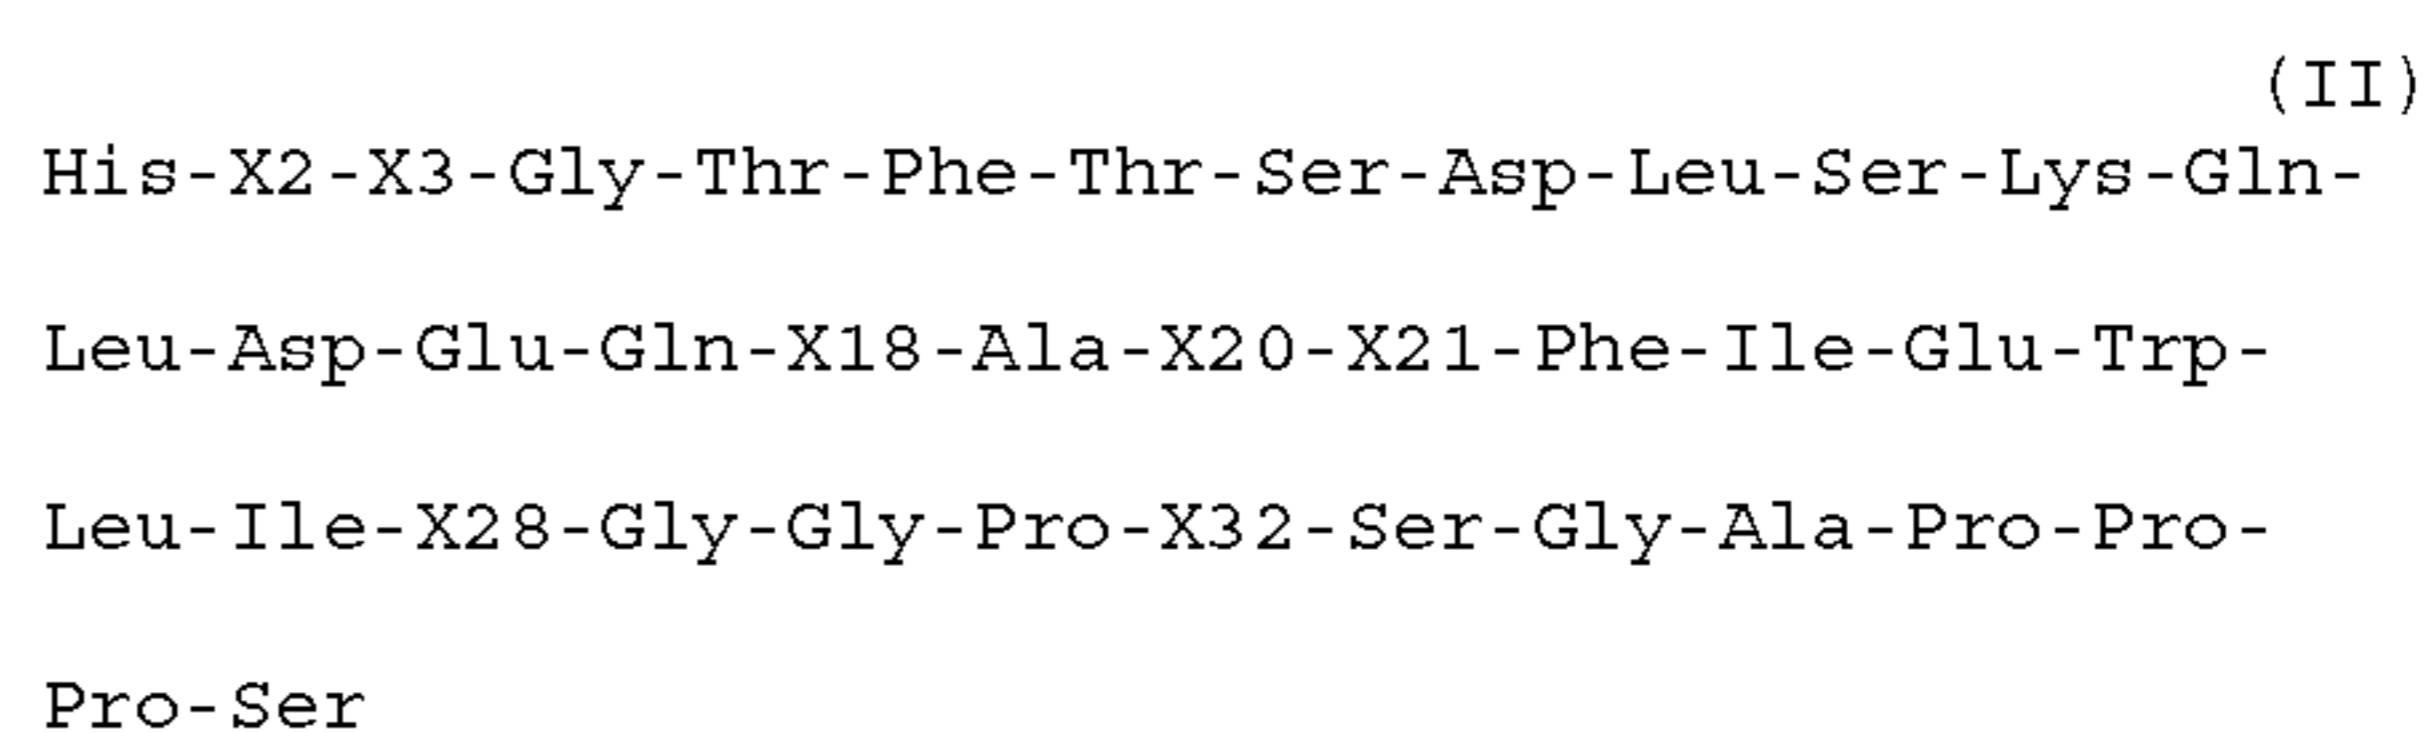 (II)
His-X2-X3-Gly-Thr-Phe-Thr-Ser-Asp-Leu-Ser-Lys-Gln-
Leu-Asp-Glu-Gln-X18-Ala-X20-X21-Phe-Ile-Glu-Trp-
Leu-Ile-X28-Gly-Gly-Pro-X32-Ser-Gly-Ala-Pro-Pro-
Pro-Ser